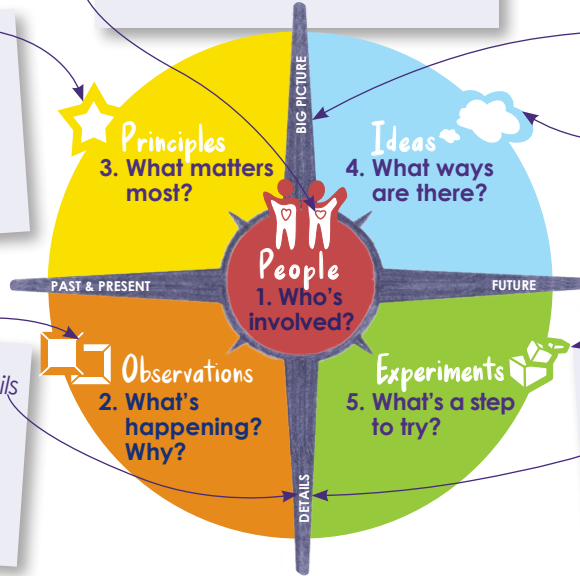 BIG PICTURE
Principles
3. What matters
most?
Ideas
4. What ways
are there?
People
1. Who's
involved?
PAST & PRESENT
FUTURE
ils
Observations
2. What's
happening?
Why?
Experiments
5. What's a step
to try?
DETAILS